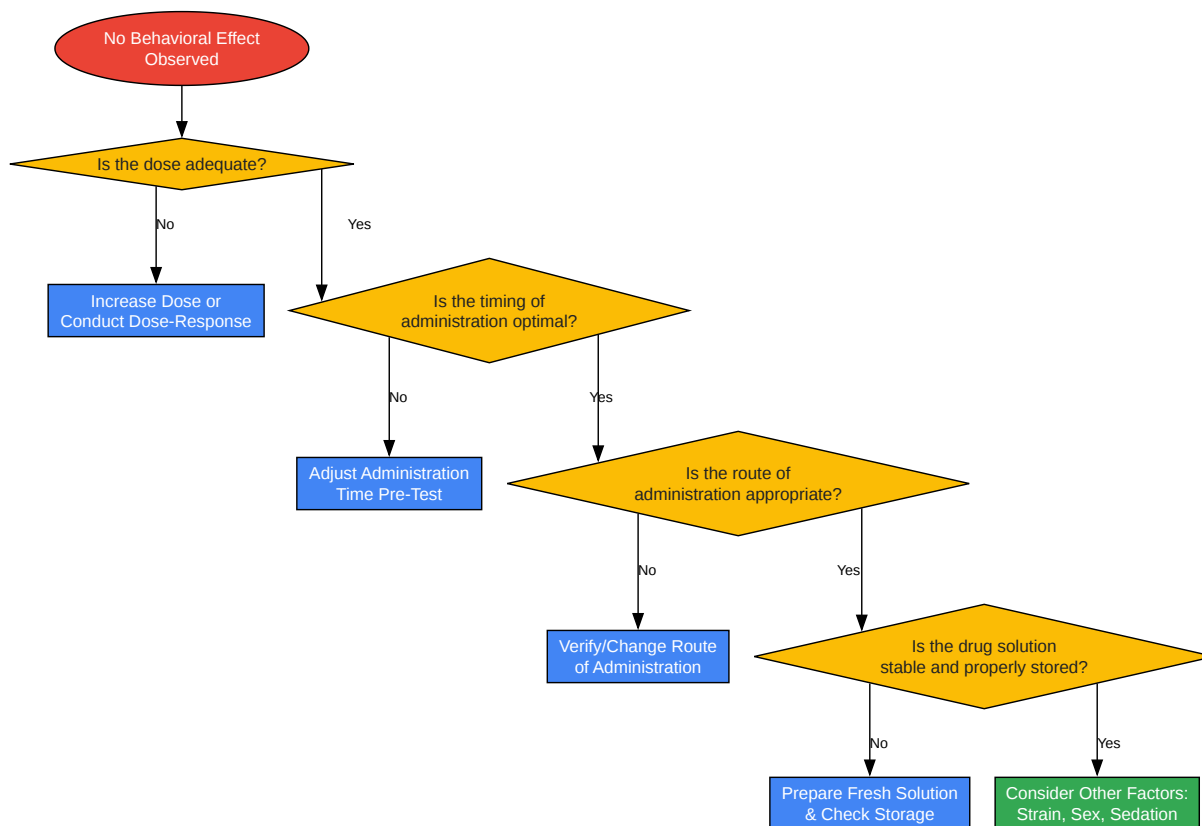 No Behavioral Effect
Observed
Is the dose adequate?
No
Yes
Increase Dose or
Conduct Dose-Response
Is the timing of
administration optimal?
No
Yes
Adjust Administration
Time Pre-Test
Is the route of
administration appropriate?
No
Yes
Verify/Change Route
of Administration
Is the drug solution
stable and properly stored?
No
Yes
Prepare Fresh Solution
& Check Storage
Consider Other Factors:
Strain, Sex, Sedation